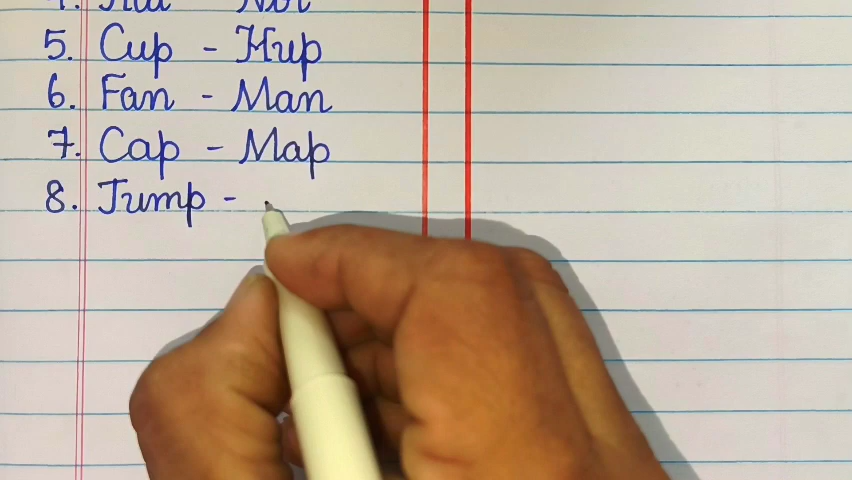 5. Cup - Hup
6. Fan - Man
7. Cap - Map
8. Jump -